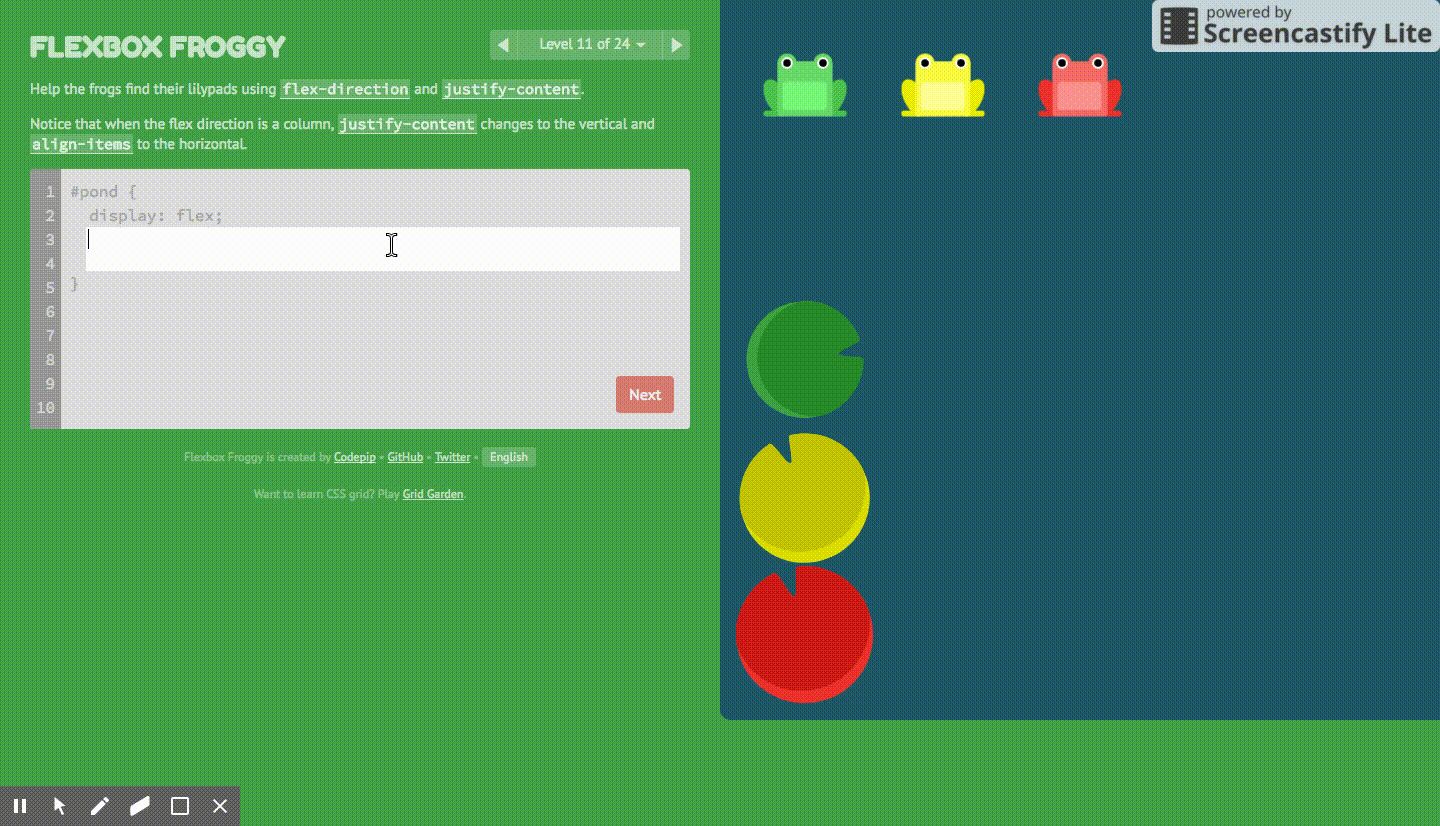 powered by
Screencastify Lite
FLEXBOX FROGGY
Level 11 of 24
Help the frogs find their lilypads using flex-direction and justify-content.
Notice that when the flex direction is a column, justify-content changes to the vertical and
align-items to the horizontal.
1 #pond {
2 display: flex;
3
4
5 }
6
7
8
9
10
Next
Flexbox Froggy is created by Codepip • GitHub • Twitter • English
Want to learn CSS grid? Play Grid Garden.